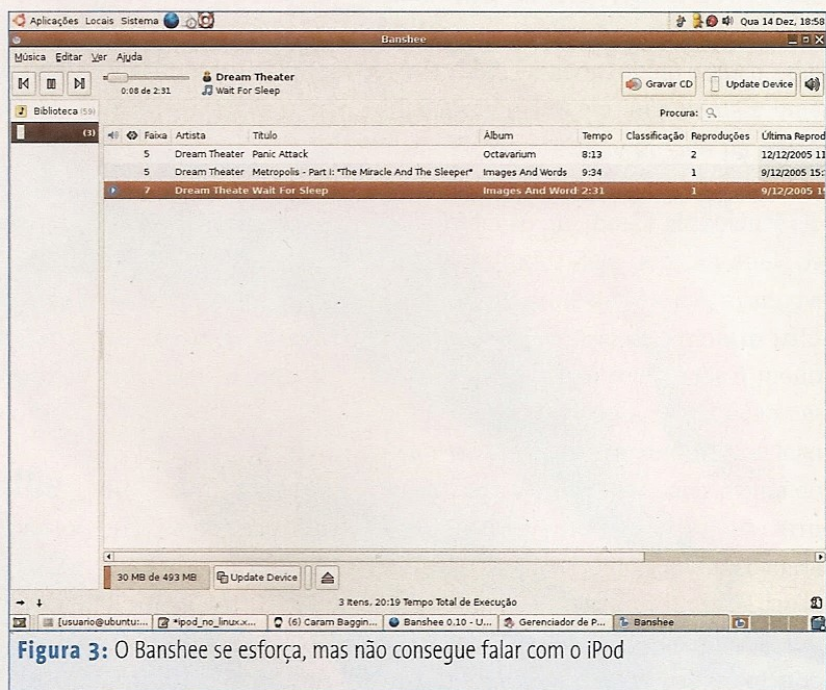 Aplicações Locais Sistema Qua 14 Dez, 18:58
Banshee
Música Editar Ver Ajuda
0:08 de 2:31
Dream Theater
Wait For Sleep
Gravar CD
Update Device
Biblioteca (59)
Procura:
(3)
Faixa Artista Título Álbum Tempo Classificação Reproduções Última Reprod
5 Dream Theater Panic Attack Octavarium 8:13 2 12/12/2005 11
5 Dream Theater Metropolis - Part I: "The Miracle And The Sleeper" Images And Words 9:34 1 9/12/2005 15:
7 Dream Theate Wait For Sleep Images And Word 2:31 1 9/12/2005 1
30 MB de 493 MB Update Device
3 Itens, 20:19 Tempo Total de Execução
[usuario@ubuntu:... *ipod_no_linux.x... (6) Caram Baggin... Banshee 0.10 - U... Gerenciador de P... Banshee
Figura 3: O Banshee se esforça, mas não consegue falar com o iPod